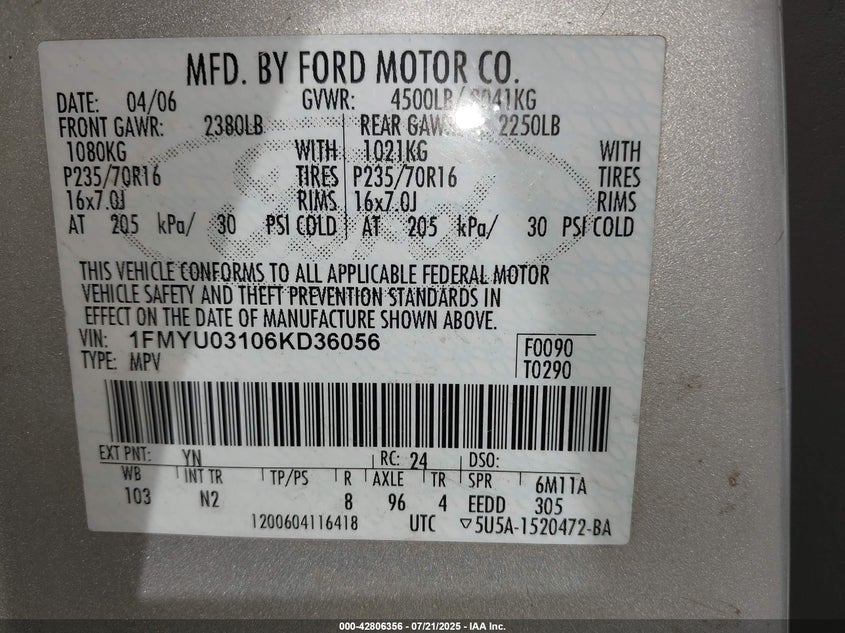 MFD. BY FORD MOTOR CO.
DATE: 04/06 GVWR: 4500LB/ 2041KG
FRONT GAWR: 2380LB REAR GAWR: 2250LB
1080KG WITH 1021KG WITH
P235/70R16 TIRES P235/70R16 TIRES
16x7.0J RIMS 16x7.0J RIMS
AT 205 kPa/ 30 PSI COLD AT 205 kPa/ 30 PSI COLD
THIS VEHICLE CONFORMS TO ALL APPLICABLE FEDERAL MOTOR
VEHICLE SAFETY AND THEFT PREVENTION STANDARDS IN
EFFECT ON THE DATE OF MANUFACTURE SHOWN ABOVE.
VIN: 1FMYU03106KD36056 F0090
TYPE: MPV T0290
EXT PNT: YN RC: 24 DSO:
WB INT TR TP/PS R AXLE TR SPR 6M11A
103 N2 8 96 4 EEDD 305
1200604116418 UTC ▽5U5A-1520472-BA
000-42806356 - 07/21/2025 - IAA Inc.